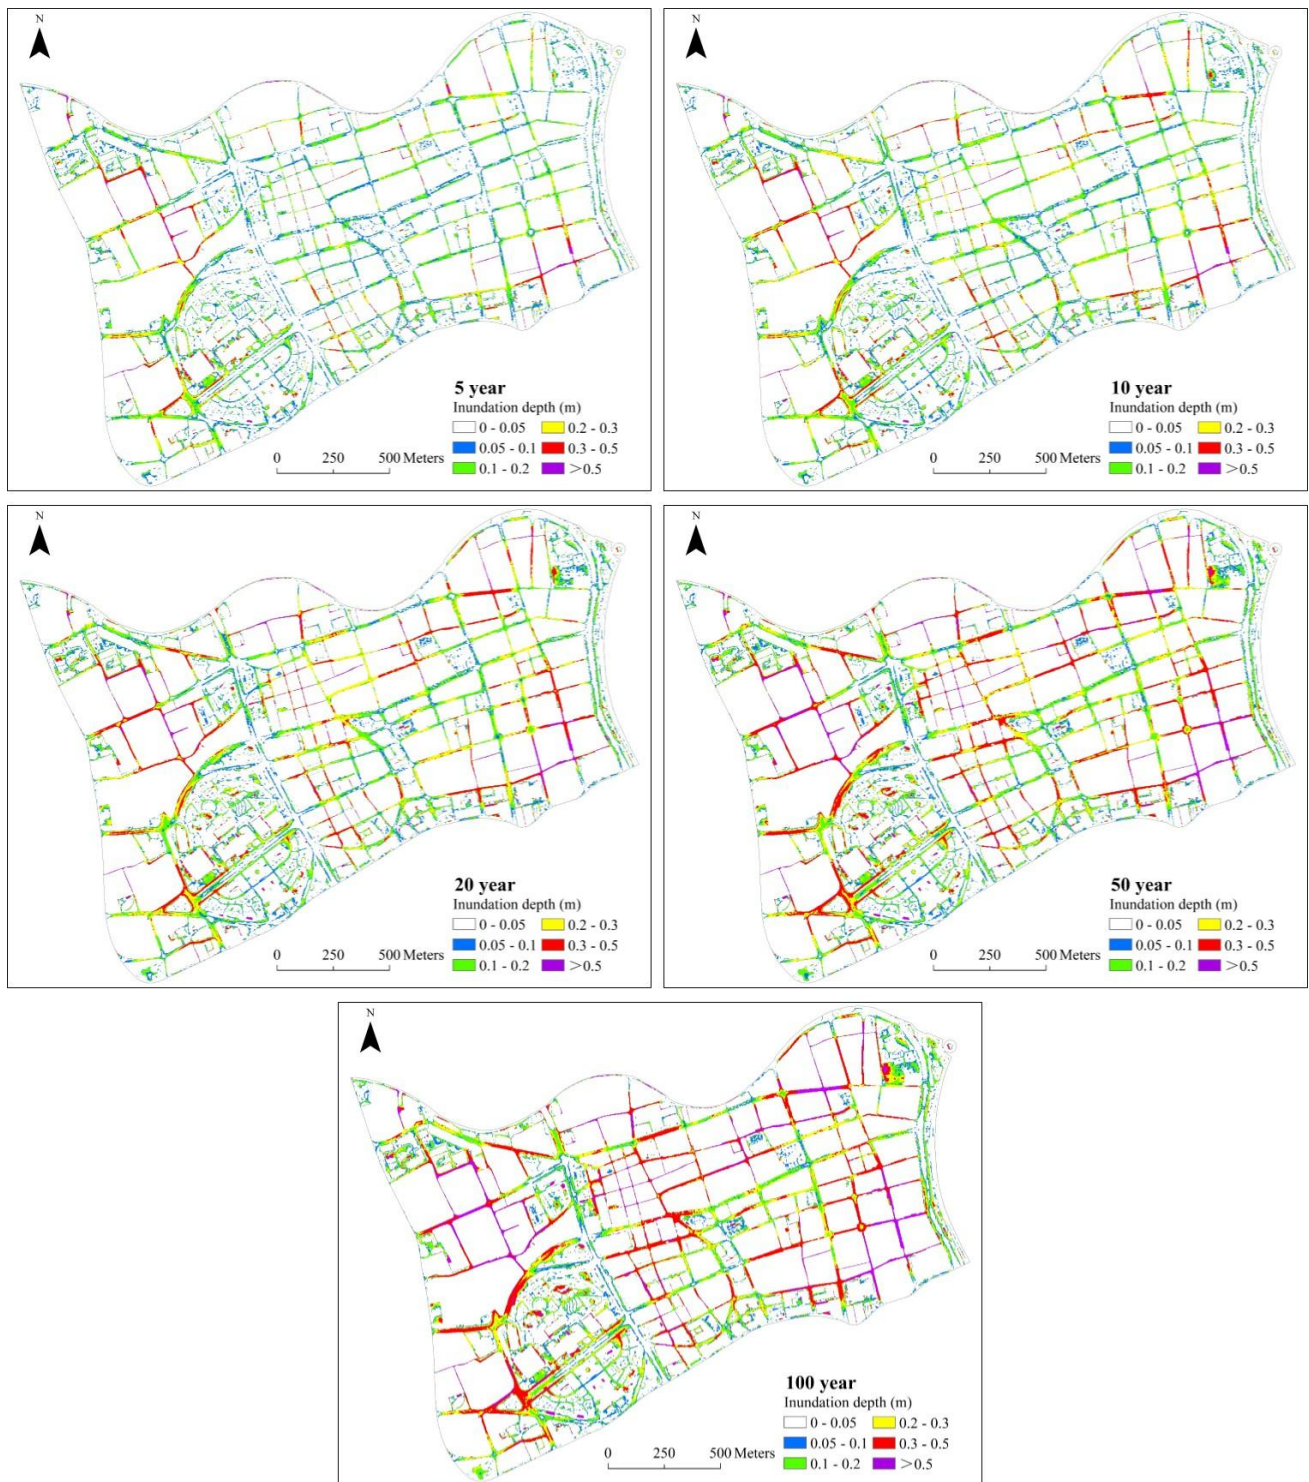 N
5 year
Inundation depth (m)
0 - 0.05
0.2 - 0.3
0.05 - 0.1
0.3 - 0.5
0.1 - 0.2
>0.5
0 250 500 Meters
N
10 year
Inundation depth (m)
0 - 0.05
0.2 - 0.3
0.05 - 0.1
0.3 - 0.5
0.1 - 0.2
>0.5
0 250 500 Meters
N
20 year
Inundation depth (m)
0 - 0.05
0.2 - 0.3
0.05 - 0.1
0.3 - 0.5
0.1 - 0.2
>0.5
0 250 500 Meters
N
50 year
Inundation depth (m)
0 - 0.05
0.2 - 0.3
0.05 - 0.1
0.3 - 0.5
0.1 - 0.2
>0.5
0 250 500 Meters
N
100 year
Inundation depth (m)
0 - 0.05
0.2 - 0.3
0.05 - 0.1
0.3 - 0.5
0.1 - 0.2
>0.5
0 250 500 Meters